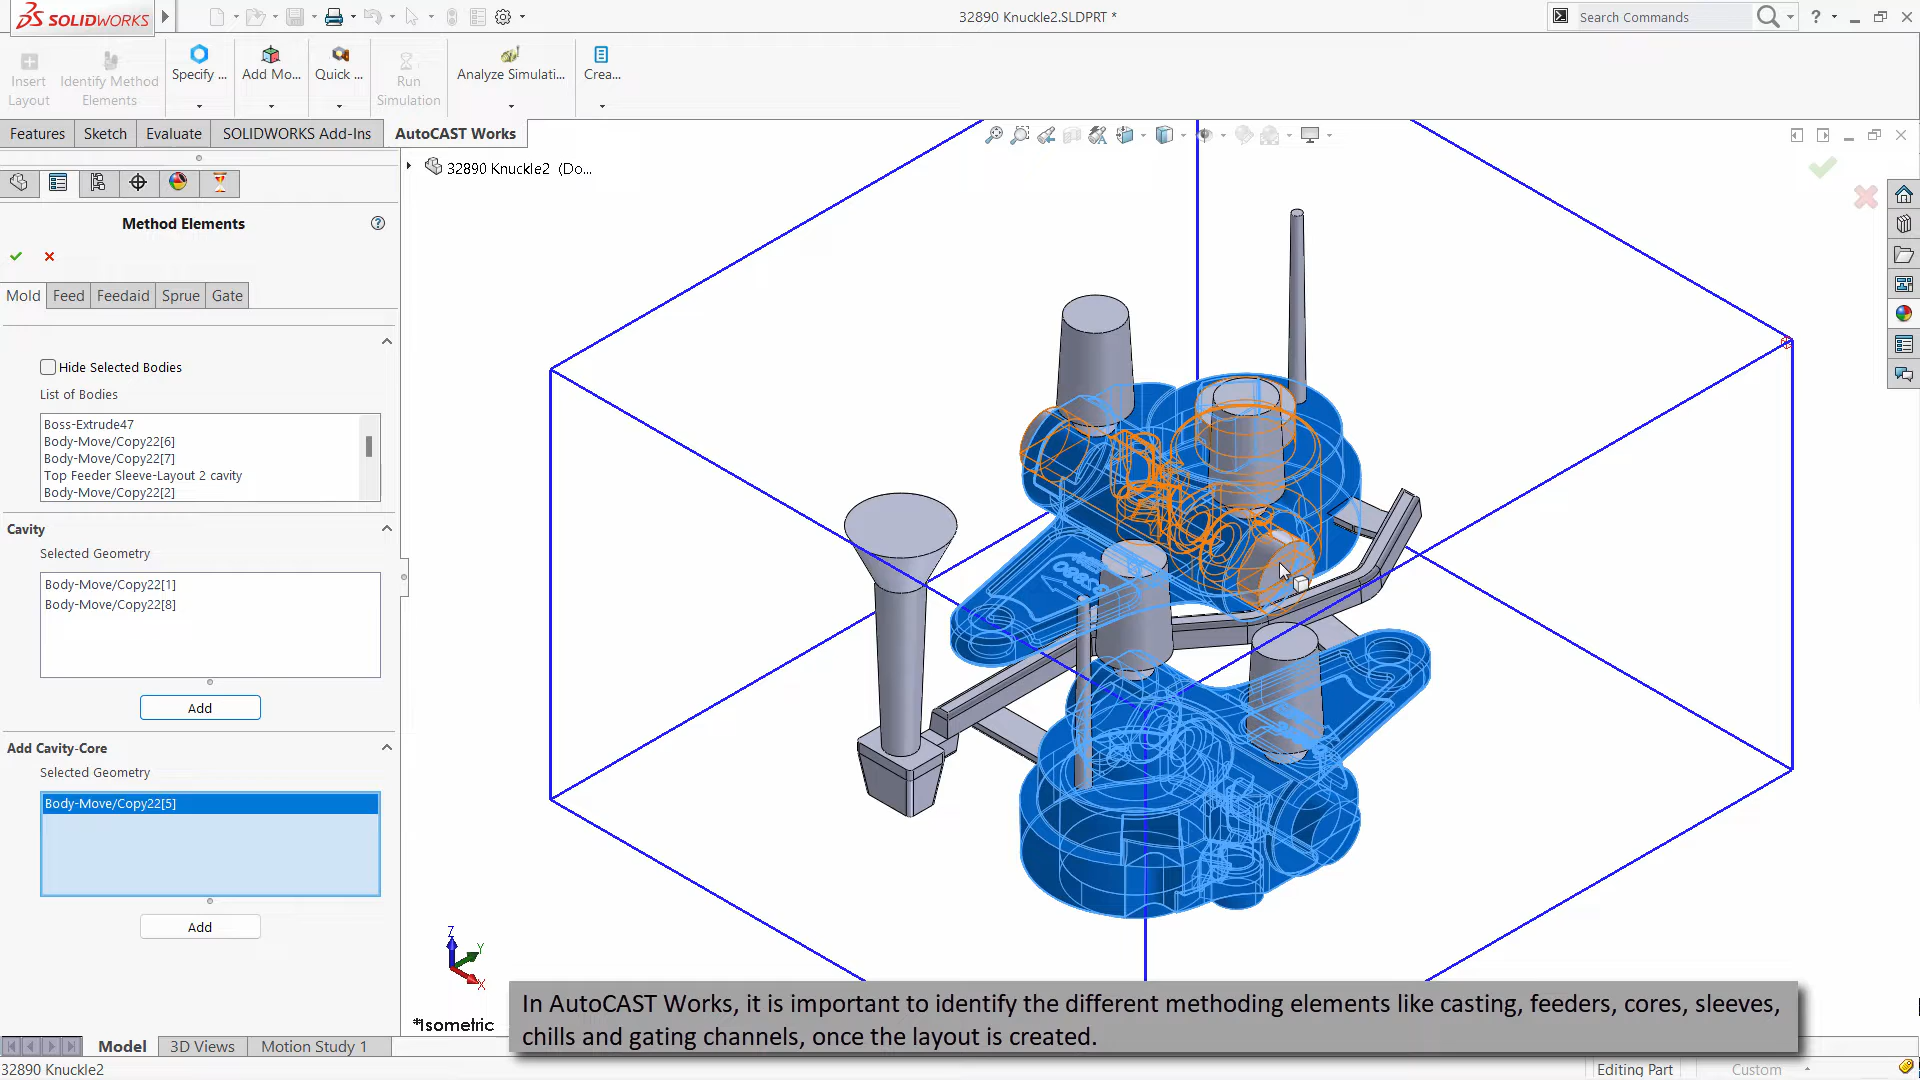 SOLIDWORKS
32890 Knuckle2.SLDPRT *
Search Commands
?
Insert Layout
Identify Method Elements
Specify ...
Add Mo...
Quick ...
Run Simulation
Analyze Simulati...
Crea...
Features
Sketch
Evaluate
SOLIDWORKS Add-Ins
AutoCAST Works
32890 Knuckle2 (Do...
Method Elements
Mold
Feed
Feedaid
Sprue
Gate
Hide Selected Bodies
List of Bodies
Boss-Extrude47
Body-Move/Copy22[6]
Body-Move/Copy22[7]
Top Feeder Sleeve-Layout 2 cavity
Body-Move/Copy22[2]
Cavity
Selected Geometry
Body-Move/Copy22[1]
Body-Move/Copy22[8]
Add
Add Cavity-Core
Selected Geometry
Body-Move/Copy22[5]
Add
Z
Y
X
*Isometric
In AutoCAST Works, it is important to identify the different methoding elements like casting, feeders, cores, sleeves,
chills and gating channels, once the layout is created.
Model
3D Views
Motion Study 1
32890 Knuckle2
Editing Part
Custom